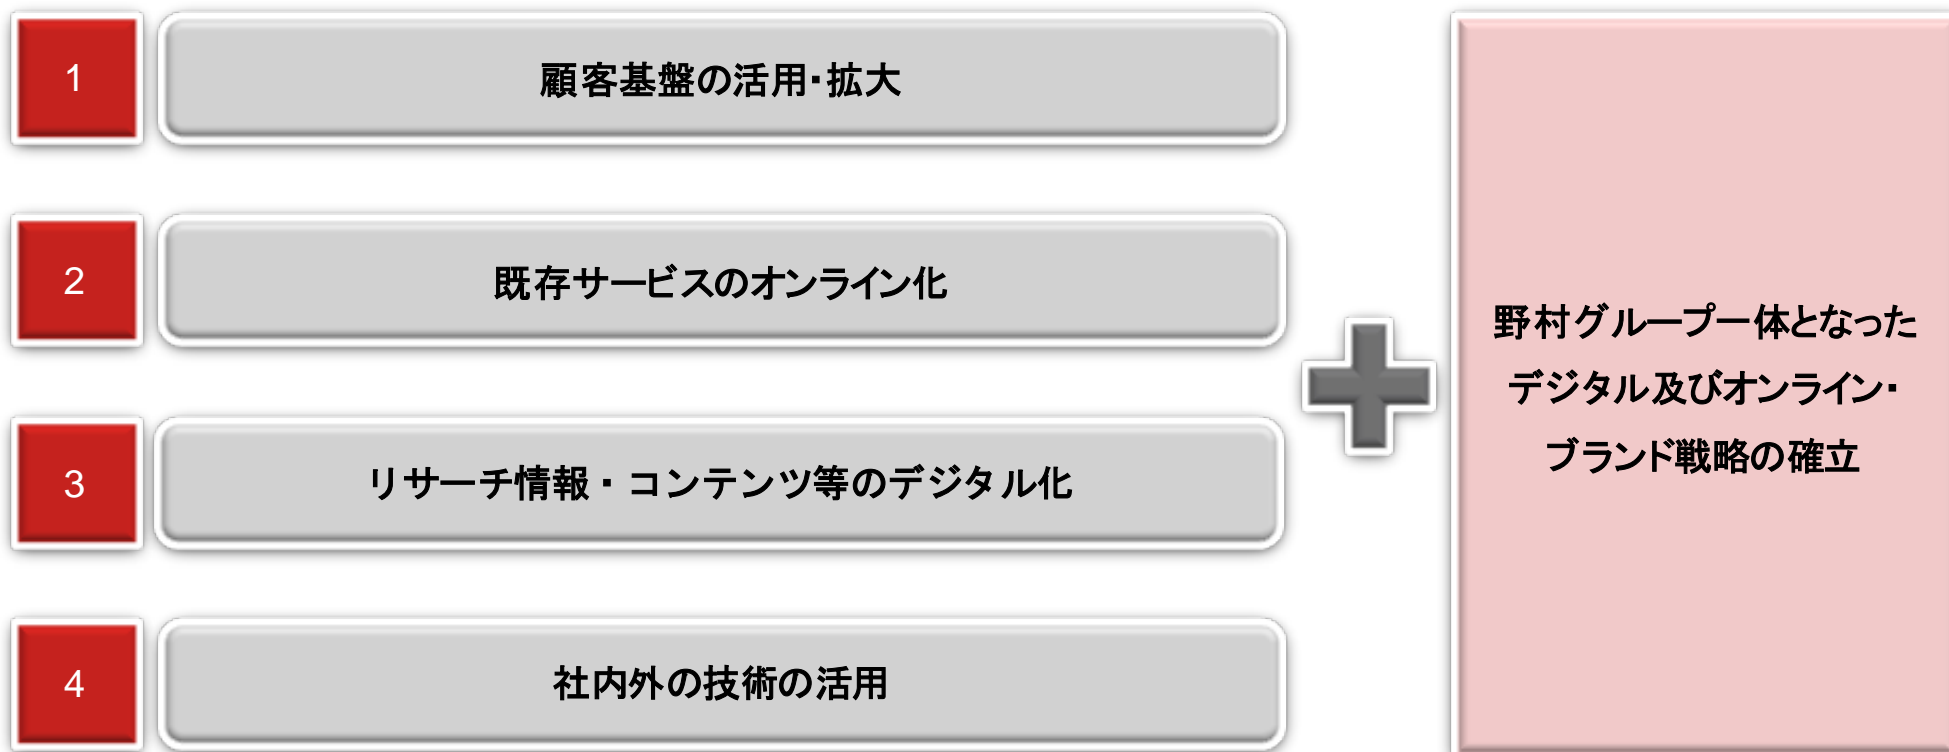 1
顧客基盤の活用・拡大
2
既存サービスのオンライン化
3
リサーチ情報・コンテンツ等のデジタル化
4
社内外の技術の活用
野村グループ一体となった
デジタル及びオンライン・
ブランド戦略の確立